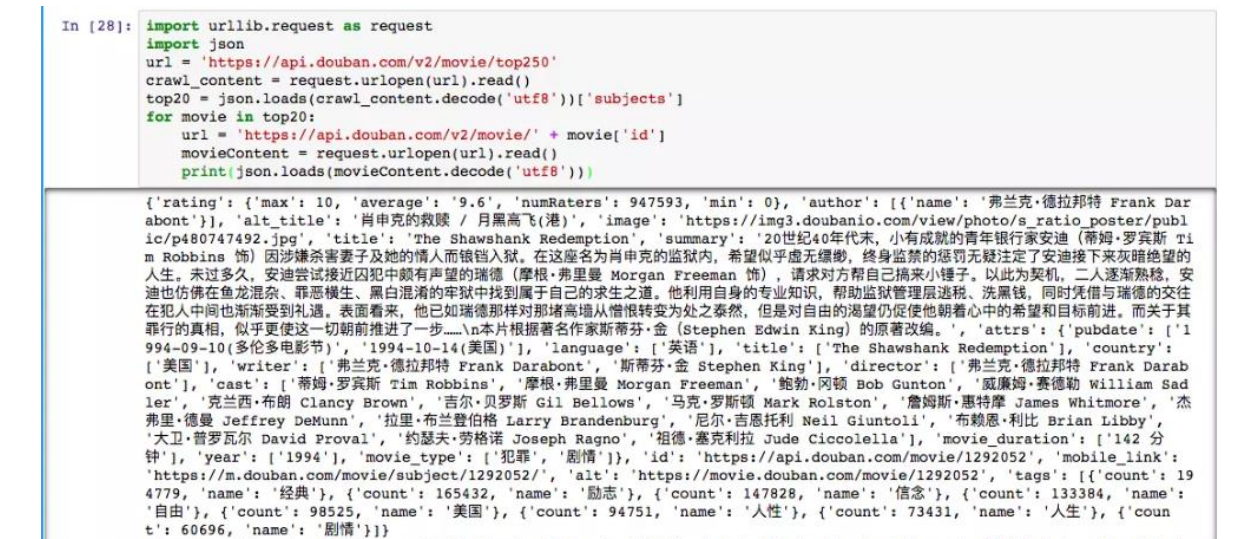 In [28]: import urllib.request as request
import json
url = 'https://api.douban.com/v2/movie/top250'
crawl_content = request.urlopen(url).read()
top20 = json.loads(crawl_content.decode('utf8'))['subjects']
for movie in top20:
    url = 'https://api.douban.com/v2/movie/' + movie['id']
    movieContent = request.urlopen(url).read()
    print(json.loads(movieContent.decode('utf8')))
{'rating': {'max': 10, 'average': '9.6', 'numRaters': 947593, 'min': 0}, 'author': [{'name': '弗兰克·德拉邦特 Frank Dar
abont'}], 'alt_title': '肖申克的救赎 / 月黑高飞(港)', 'image': 'https://img3.doubanio.com/view/photo/s_ratio_poster/publ
ic/p480747492.jpg', 'title': 'The Shawshank Redemption', 'summary': '20世纪40年代末，小有成就的青年银行家安迪（蒂姆·罗宾斯 Ti
m Robbins 饰）因涉嫌杀害妻子及她的情人而锒铛入狱。在这座名为肖申克的监狱内，希望似乎虚无缥缈，终身监禁的惩罚无疑注定了安迪接下来灰暗绝望的
人生。未过多久，安迪尝试接近囚犯中颇有声望的瑞德（摩根·弗里曼 Morgan Freeman 饰），请求对方帮自己搞来小锤子。以此为契机，二人逐渐熟稔，安
迪也仿佛在鱼龙混杂、罪恶横生、黑白混淆的牢狱中找到属于自己的求生之道。他利用自身的专业知识，帮助监狱管理层逃税、洗黑钱，同时凭借与瑞德的交往
在犯人中间也渐渐受到礼遇。表面看来，他已如瑞德那样对那堵高墙从憎恨转变为处之泰然，但是对自由的渴望仍促使他朝着心中的希望和目标前进。而关于其
罪行的真相，似乎更使这一切朝前推进了一步……\n本片根据著名作家斯蒂芬·金（Stephen Edwin King）的原著改编。', 'attrs': {'pubdate': ['1
994-09-10(多伦多电影节)', '1994-10-14(美国)'], 'language': ['英语'], 'title': ['The Shawshank Redemption'], 'country':
['美国'], 'writer': ['弗兰克·德拉邦特 Frank Darabont', '斯蒂芬·金 Stephen King'], 'director': ['弗兰克·德拉邦特 Frank Darab
ont'], 'cast': ['蒂姆·罗宾斯 Tim Robbins', '摩根·弗里曼 Morgan Freeman', '鲍勃·冈顿 Bob Gunton', '威廉姆·赛德勒 William Sad
ler', '克兰西·布朗 Clancy Brown', '吉尔·贝罗斯 Gil Bellows', '马克·罗斯顿 Mark Rolston', '詹姆斯·惠特摩 James Whitmore', '杰
弗里·德曼 Jeffrey DeMunn', '拉里·布兰登伯格 Larry Brandenburg', '尼尔·吉恩托利 Neil Giuntoli', '布赖恩·利比 Brian Libby',
'大卫·普罗瓦尔 David Proval', '约瑟夫·劳格诺 Joseph Ragno', '祖德·塞克利拉 Jude Ciccolella'], 'movie_duration': ['142 分
钟'], 'year': ['1994'], 'movie_type': ['犯罪', '剧情']}, 'id': 'https://api.douban.com/movie/1292052', 'mobile_link':
'https://m.douban.com/movie/subject/1292052/', 'alt': 'https://movie.douban.com/movie/1292052', 'tags': [{'count': 19
4779, 'name': '经典'}, {'count': 165432, 'name': '励志'}, {'count': 147828, 'name': '信念'}, {'count': 133384, 'name':
'自由'}, {'count': 98525, 'name': '美国'}, {'count': 94751, 'name': '人性'}, {'count': 73431, 'name': '人生'}, {'coun
t': 60696, 'name': '剧情'}]}